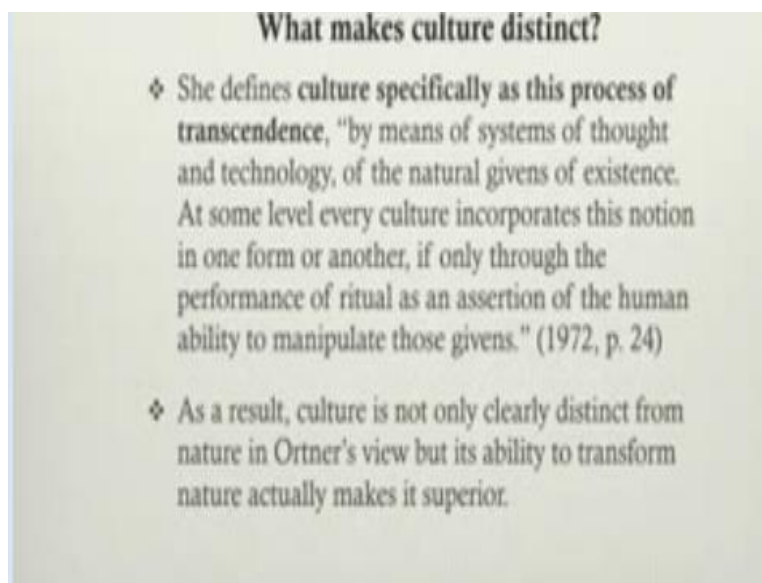 What makes culture distinct?
❖ She defines culture specifically as this process of
transcendence, “by means of systems of thought
and technology, of the natural givens of existence.
At some level every culture incorporates this notion
in one form or another, if only through the
performance of ritual as an assertion of the human
ability to manipulate those givens.” (1972, p. 24)
❖ As a result, culture is not only clearly distinct from
nature in Ortner’s view but its ability to transform
nature actually makes it superior.